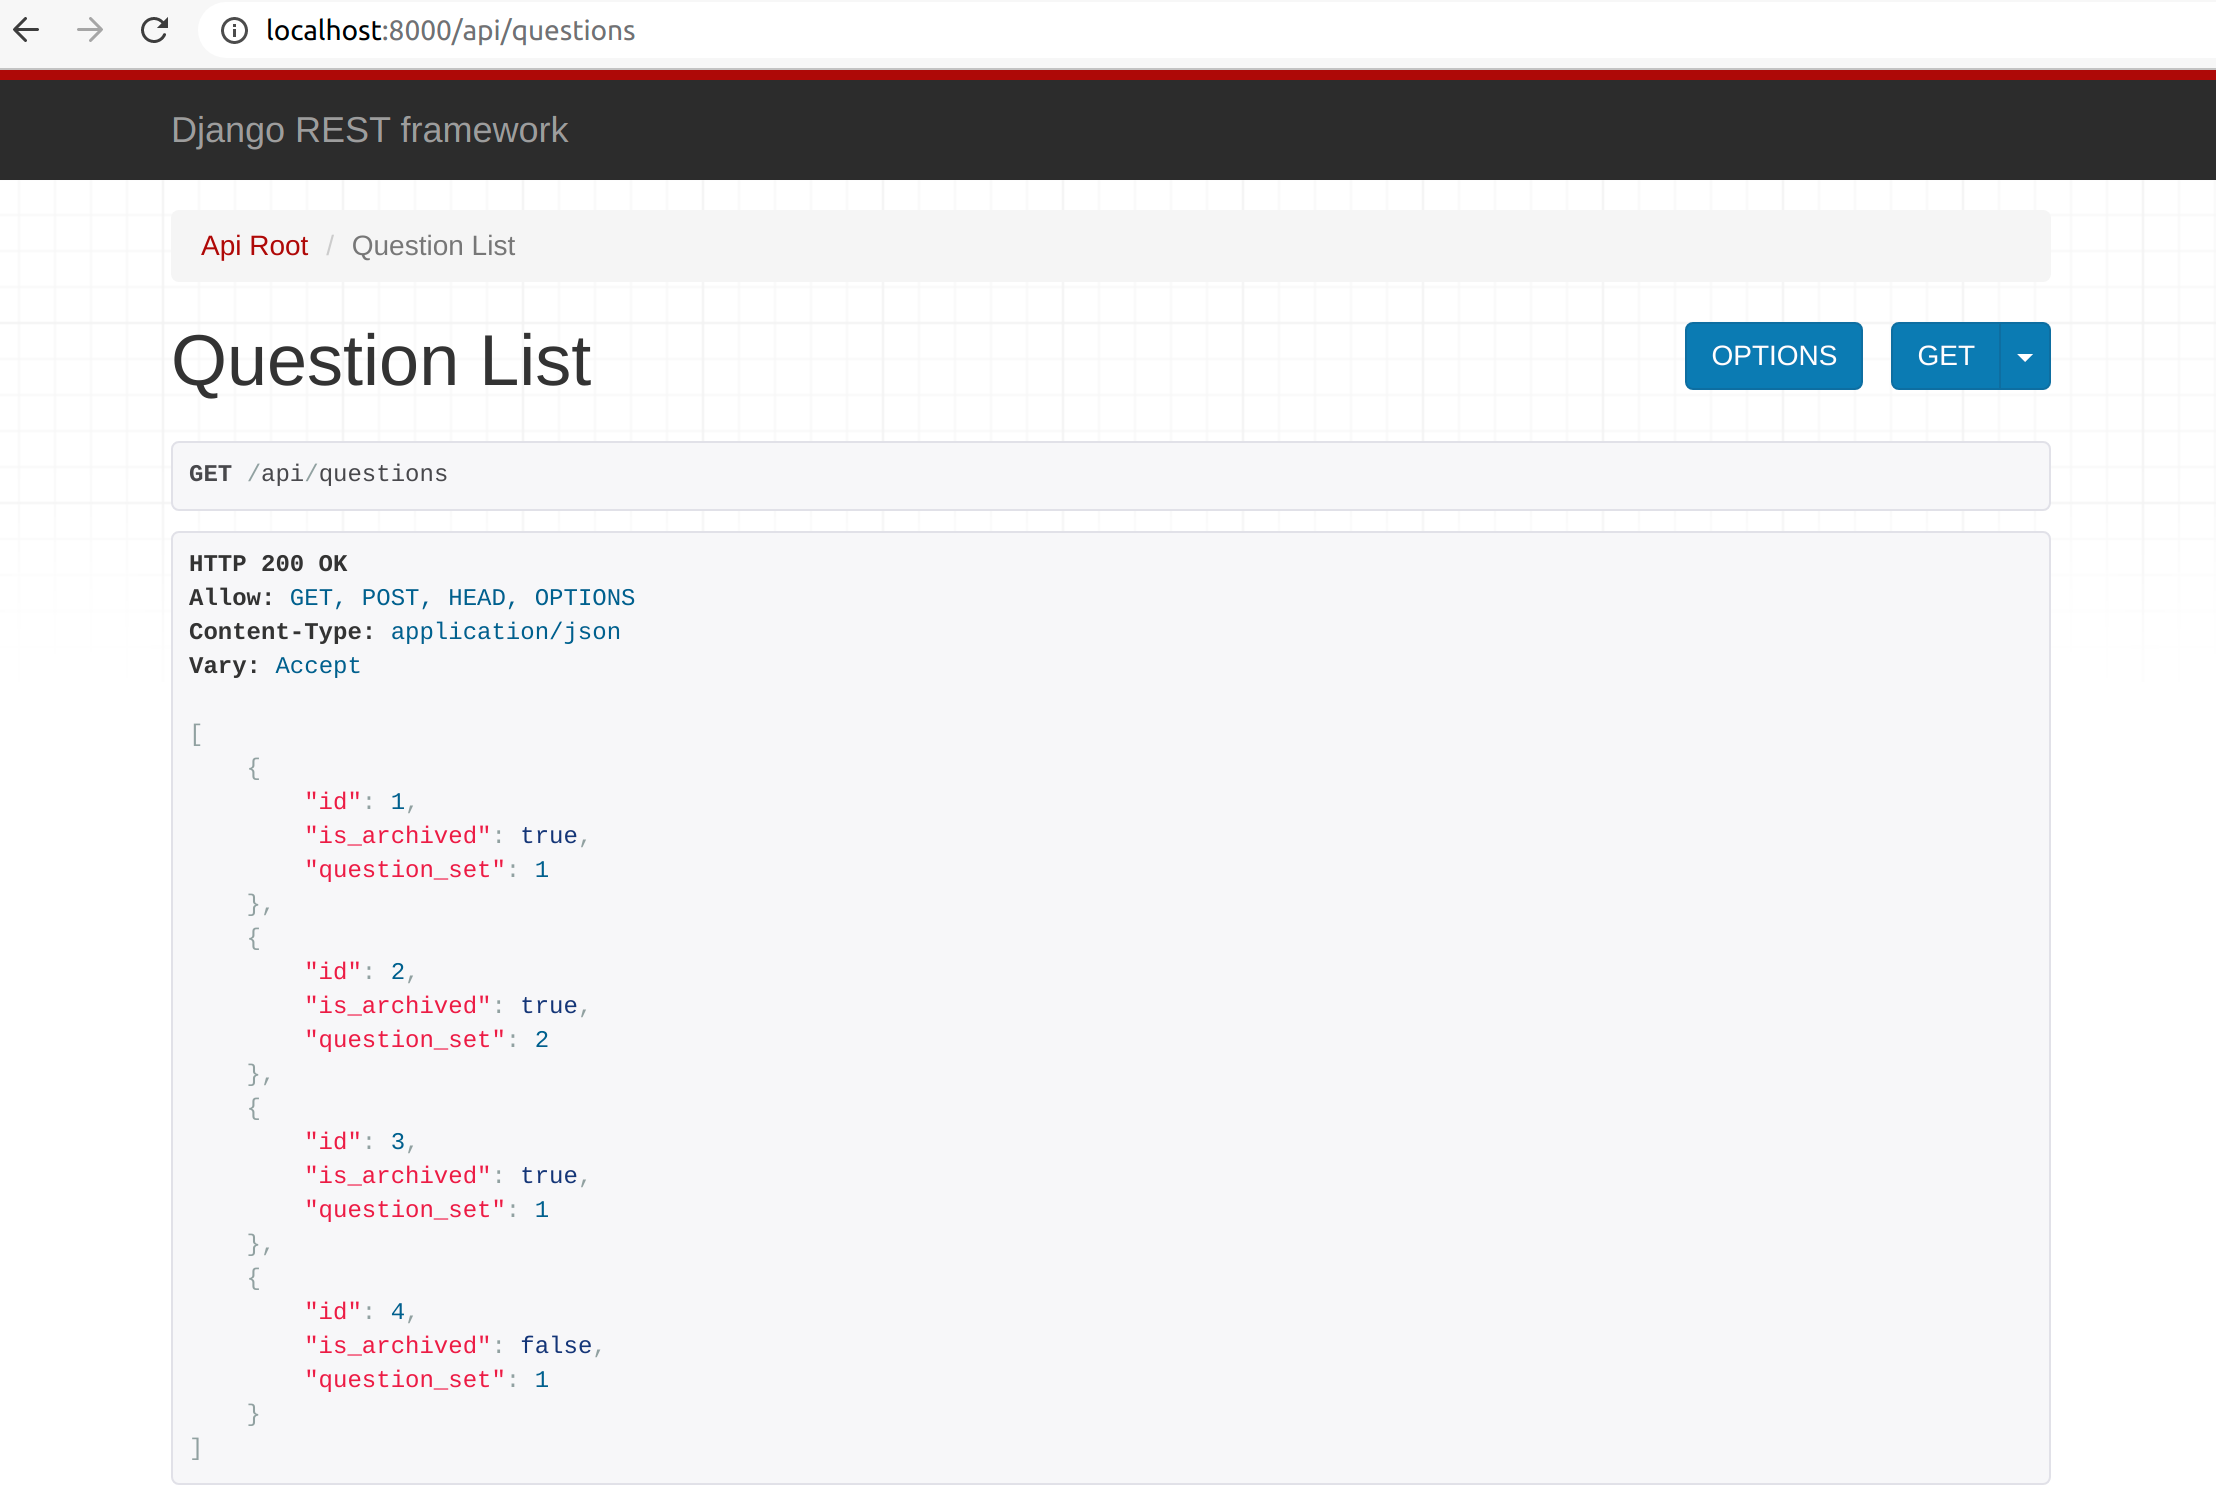 localhost:8000/api/questions
Django REST framework
Api Root / Question List
Question List
OPTIONS
GET
GET /api/questions
HTTP 200 OK
Allow: GET, POST, HEAD, OPTIONS
Content-Type: application/json
Vary: Accept
[
    {
        "id": 1,
        "is_archived": true,
        "question_set": 1
    },
    {
        "id": 2,
        "is_archived": true,
        "question_set": 2
    },
    {
        "id": 3,
        "is_archived": true,
        "question_set": 1
    },
    {
        "id": 4,
        "is_archived": false,
        "question_set": 1
    }
]